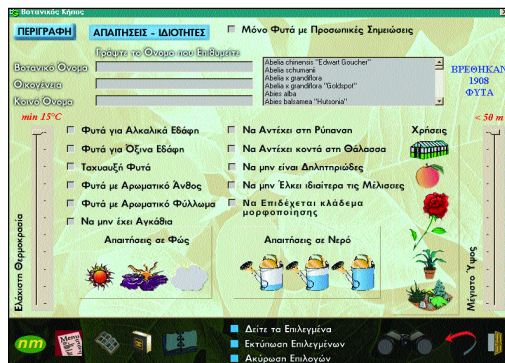 Βοτανικός Κήπος
ΠΕΡΙΓΡΑΦΗ
ΑΠΑΙΤΗΣΕΙΣ - ΙΔΙΟΤΗΤΕΣ
Μόνο Φυτά με Προσωπικές Σημειώσεις
Γράψτε το Όνομα που Επιθυμείτε
Βοτανικό Όνομα
Οικογένεια
Κοινό Όνομα
Abelia chinensis "Edwart Goucher"
Abelia schumanii
Abelia x grandiflora
Abelia x grandiflora "Goldspot"
Abies alba
Abies balsamea "Hutsonia"
ΒΡΕΘΗΚΑΝ
1908
ΦΥΤΑ
min 15°C
< 50 m
Φυτά για Αλκαλικά Εδάφη
Φυτά για Όξινα Εδάφη
Ταχυαυξή Φυτά
Φυτά με Αρωματικό Άνθος
Φυτά με Αρωματικό Φύλλωμα
Να μην έχει Αγκάθια
Να Αντέχει στη Ρύπανση
Να Αντέχει κοντά στη Θάλασσα
Να μην είναι Δηλητηριώδες
Να μην Έλκει ιδιαίτερα τις Μέλισσες
Να Επιδέχεται κλάδεμα
μορφοποίησης
Χρήσεις
Ελάχιστη Θερμοκρασία
Απαιτήσεις σε Φώς
Απαιτήσεις σε Νερό
Μέγιστο Ύψος
nm
Menu
Δείτε τα Επιλεγμένα
Εκτύπωση Επιλεγμένων
Ακύρωση Επιλογών